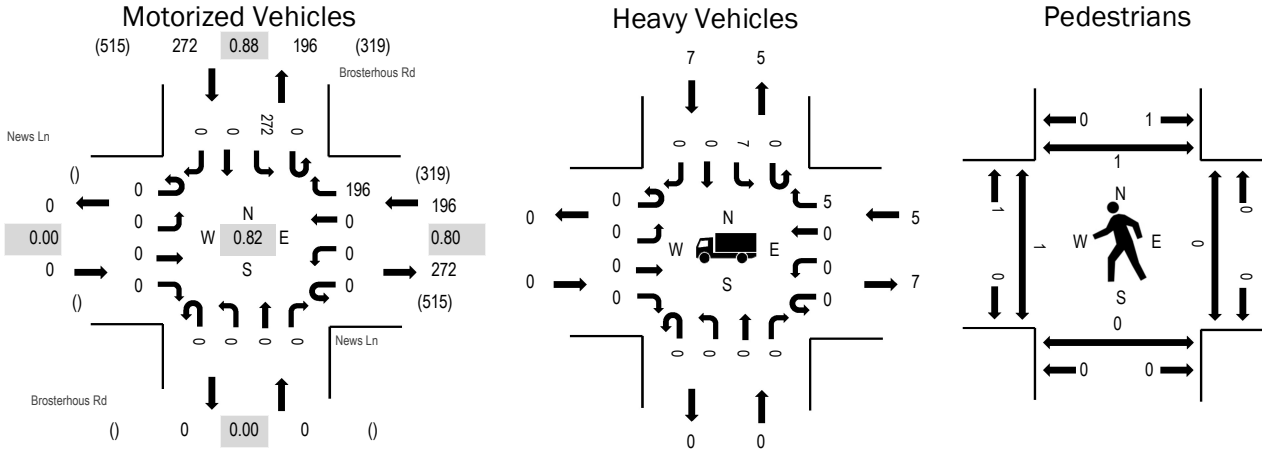 Motorized Vehicles
(515) 272 0.88 196 (319)
Brosterhous Rd
News Ln
0 0 272 0
() 0 196 (319)
0 0 N 0 196
0.00 W 0.82 E 0.80
0 0 S 0 272
() 0 0 (515)
0 0 0 0
News Ln
Brosterhous Rd
() 0 0.00 0 ()
Heavy Vehicles
7 5
0 0 7 0
0 5
0 0 N 0 5
W E
0 0 S 0 7
0 0
0 0 0 0
0 0
Pedestrians
0 1
1
1 N 0
1 W E 0
0 S 0
0
0 0